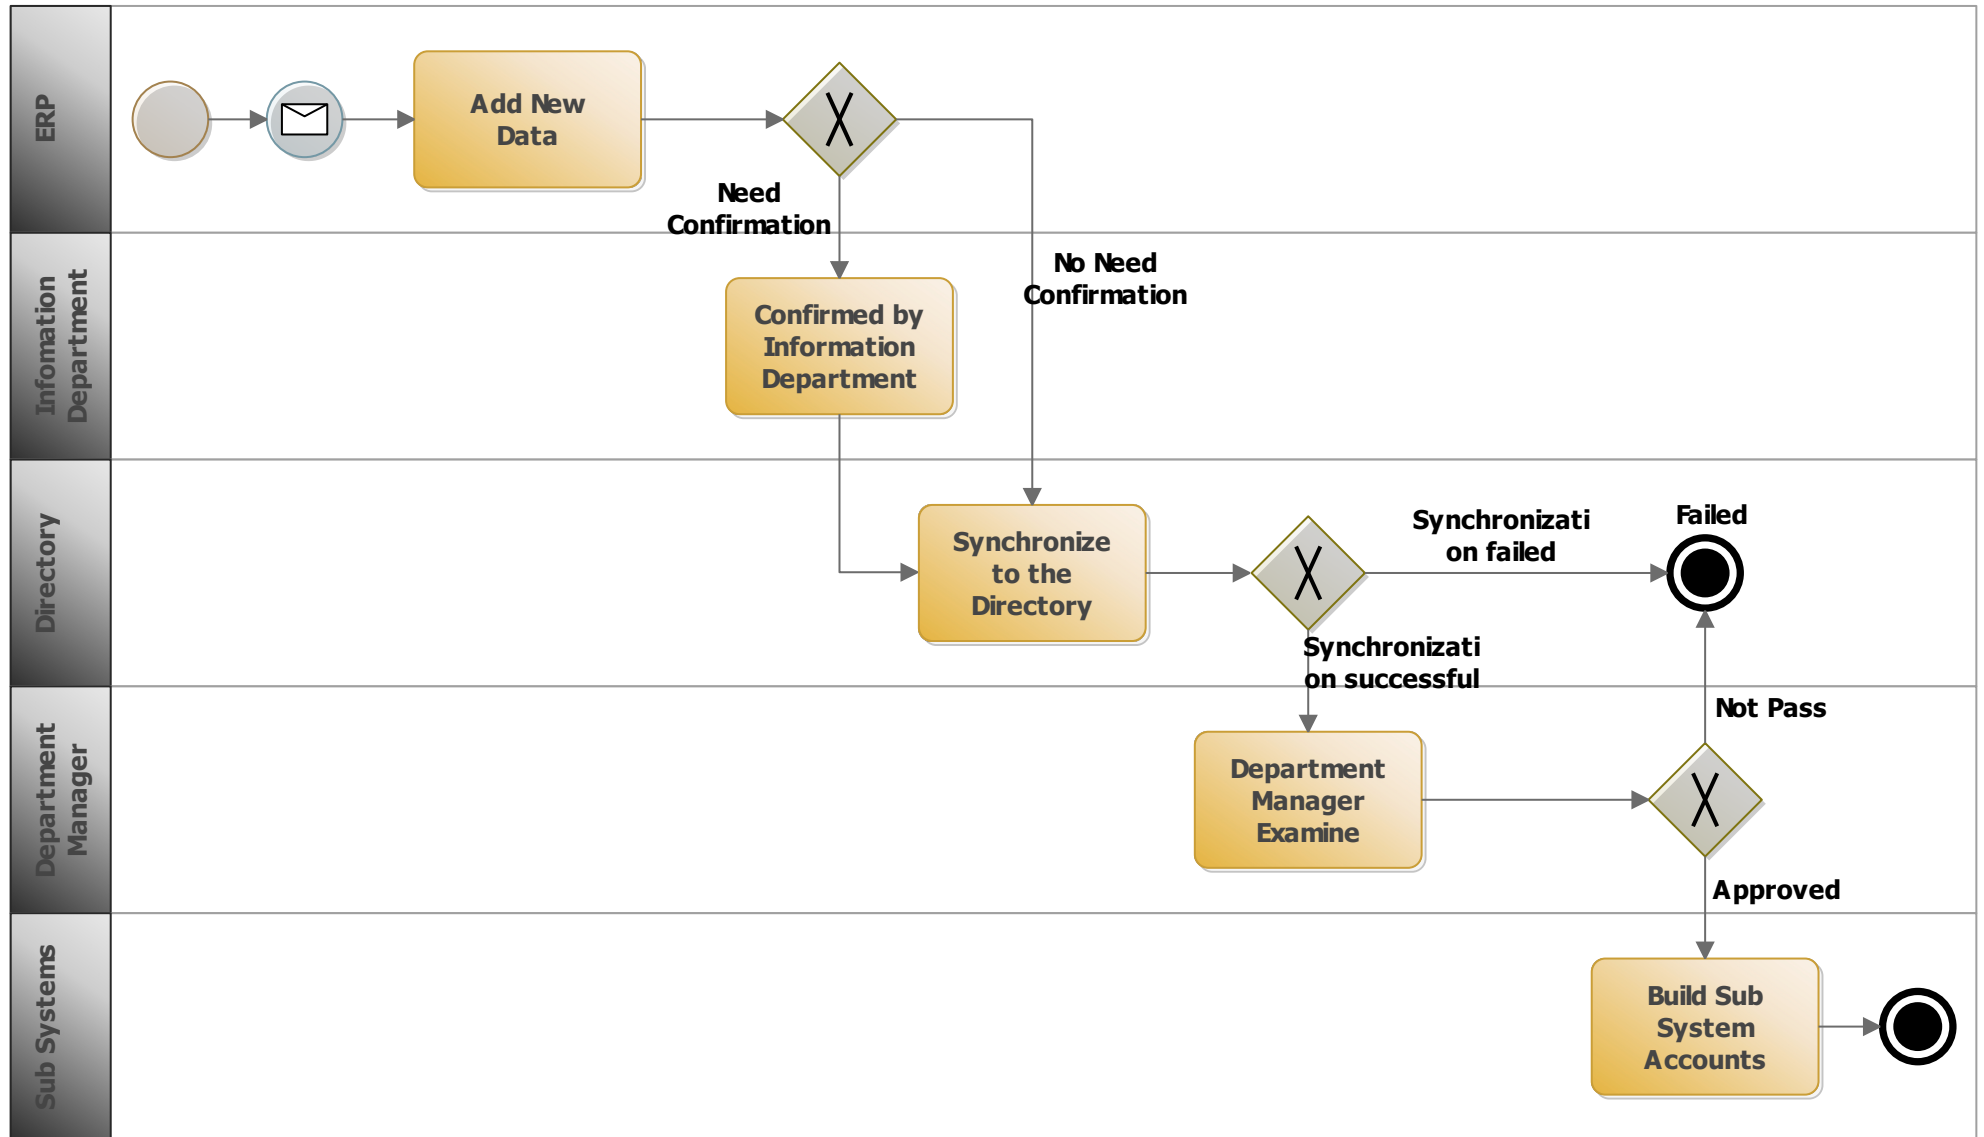 ERP
Add New
Data
Need
Confirmation
No Need
Confirmation
Infomation
Department
Confirmed by
Information
Department
Directory
Synchronize
to the
Directory
Synchronizati
on failed
Failed
Synchronizati
on successful
Department
Manager
Department
Manager
Examine
Not Pass
Approved
Sub Systems
Build Sub
System
Accounts